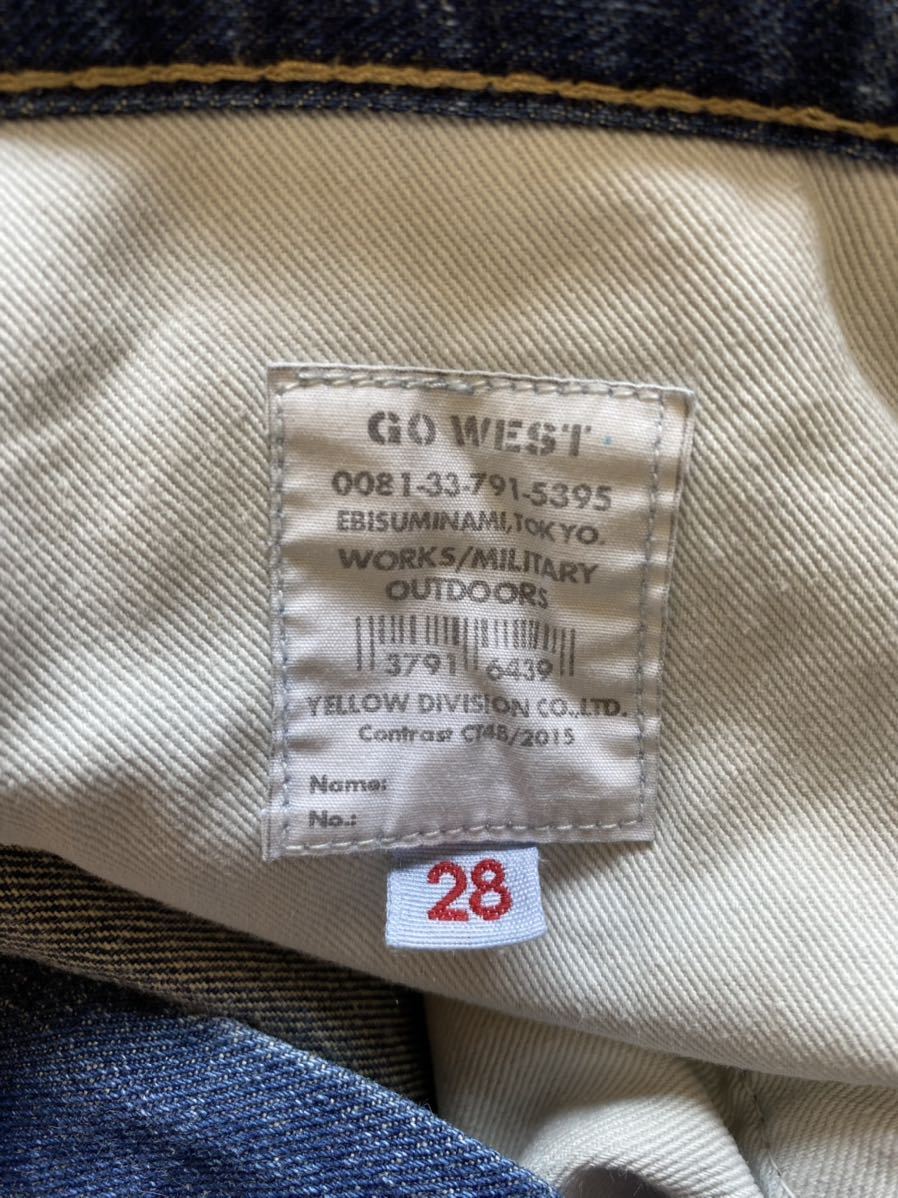 GO WEST
0081-33-791-5395
EBISUMINAMI,TOKYO.
WORKS/MILITARY
OUTDOORS
3791 6439
YELLOW DIVISION CO.,LTD.
Contrast CT4B/2015
Name:
No.:
28